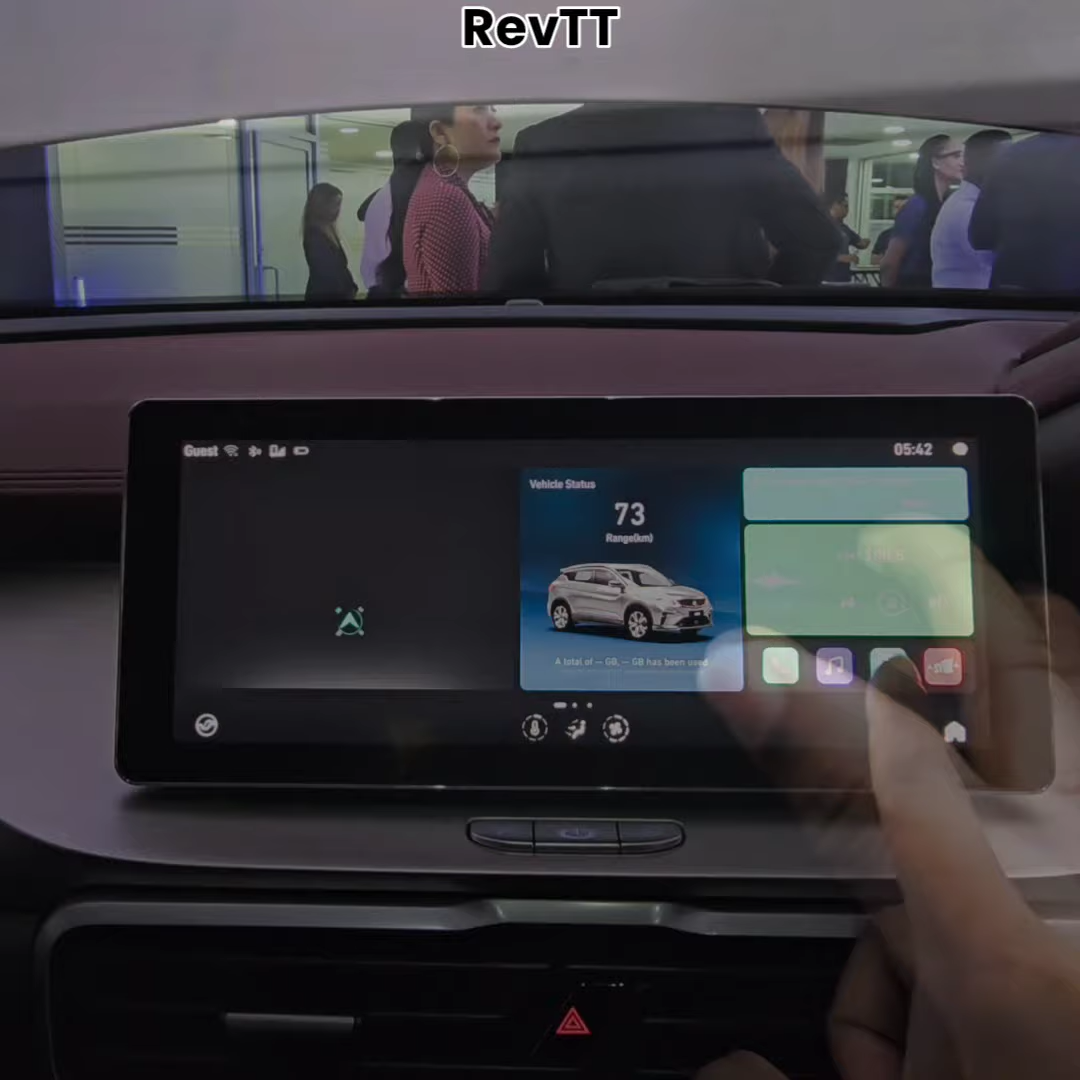 RevTT
Guest
05:42
Vehicle Status
73
Range(km)
A total of -- GB, -- GB has been used